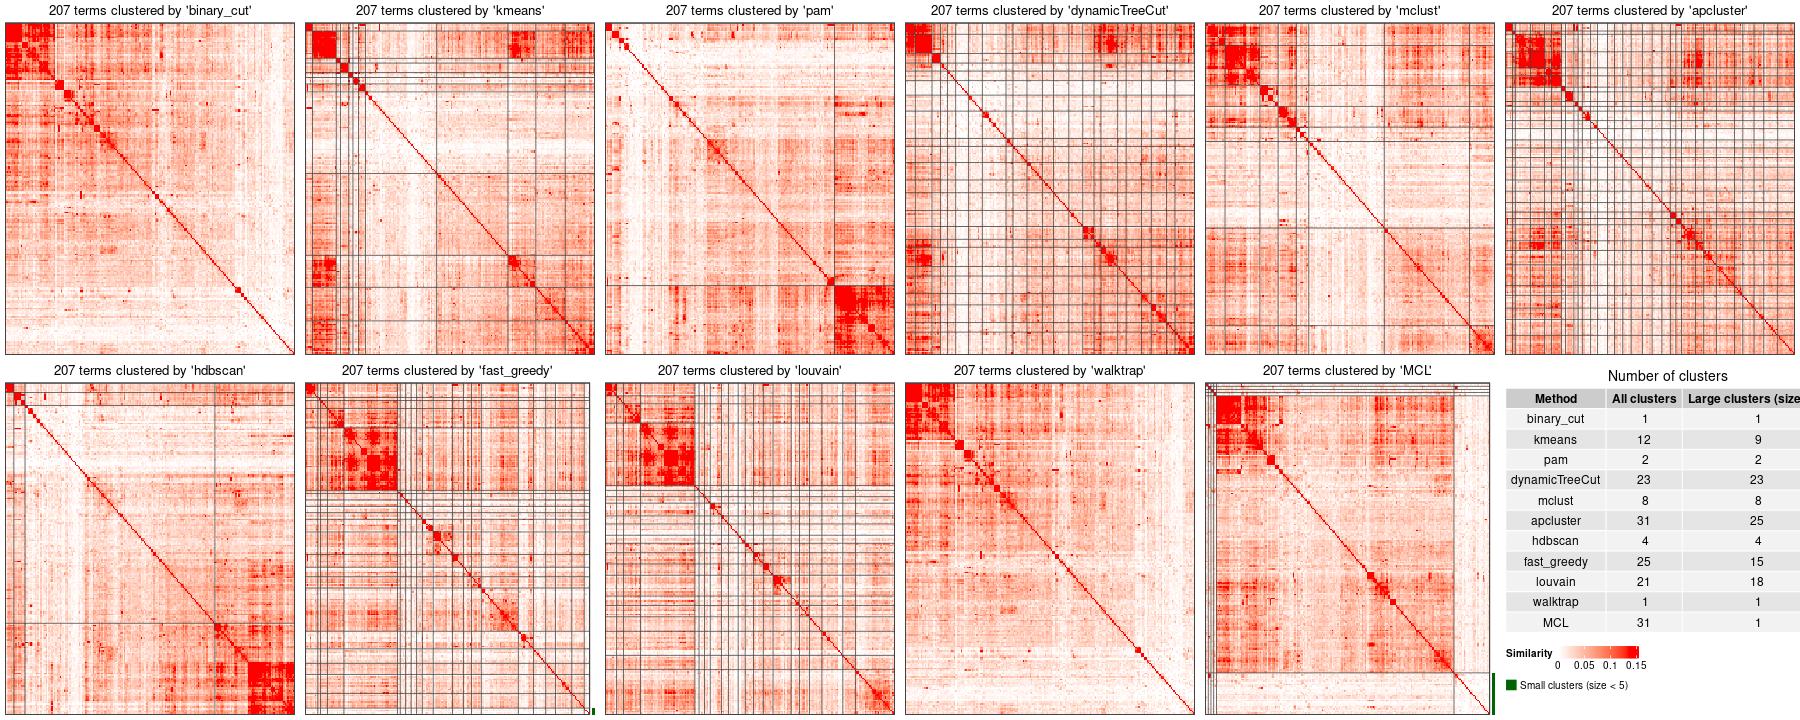 207 terms clustered by 'binary_cut'
207 terms clustered by 'kmeans'
207 terms clustered by 'pam'
207 terms clustered by 'dynamicTreeCut'
207 terms clustered by 'mclust'
207 terms clustered by 'apcluster'
207 terms clustered by 'hdbscan'
207 terms clustered by 'fast_greedy'
207 terms clustered by 'louvain'
207 terms clustered by 'walktrap'
207 terms clustered by 'MCL'
Number of clusters
Method All clusters Large clusters (size
binary_cut 1 1
kmeans 12 9
pam 2 2
dynamicTreeCut 23 23
mclust 8 8
apcluster 31 25
hdbscan 4 4
fast_greedy 25 15
louvain 21 18
walktrap 1 1
MCL 31 1
Similarity
0 0.05 0.1 0.15
Small clusters (size < 5)